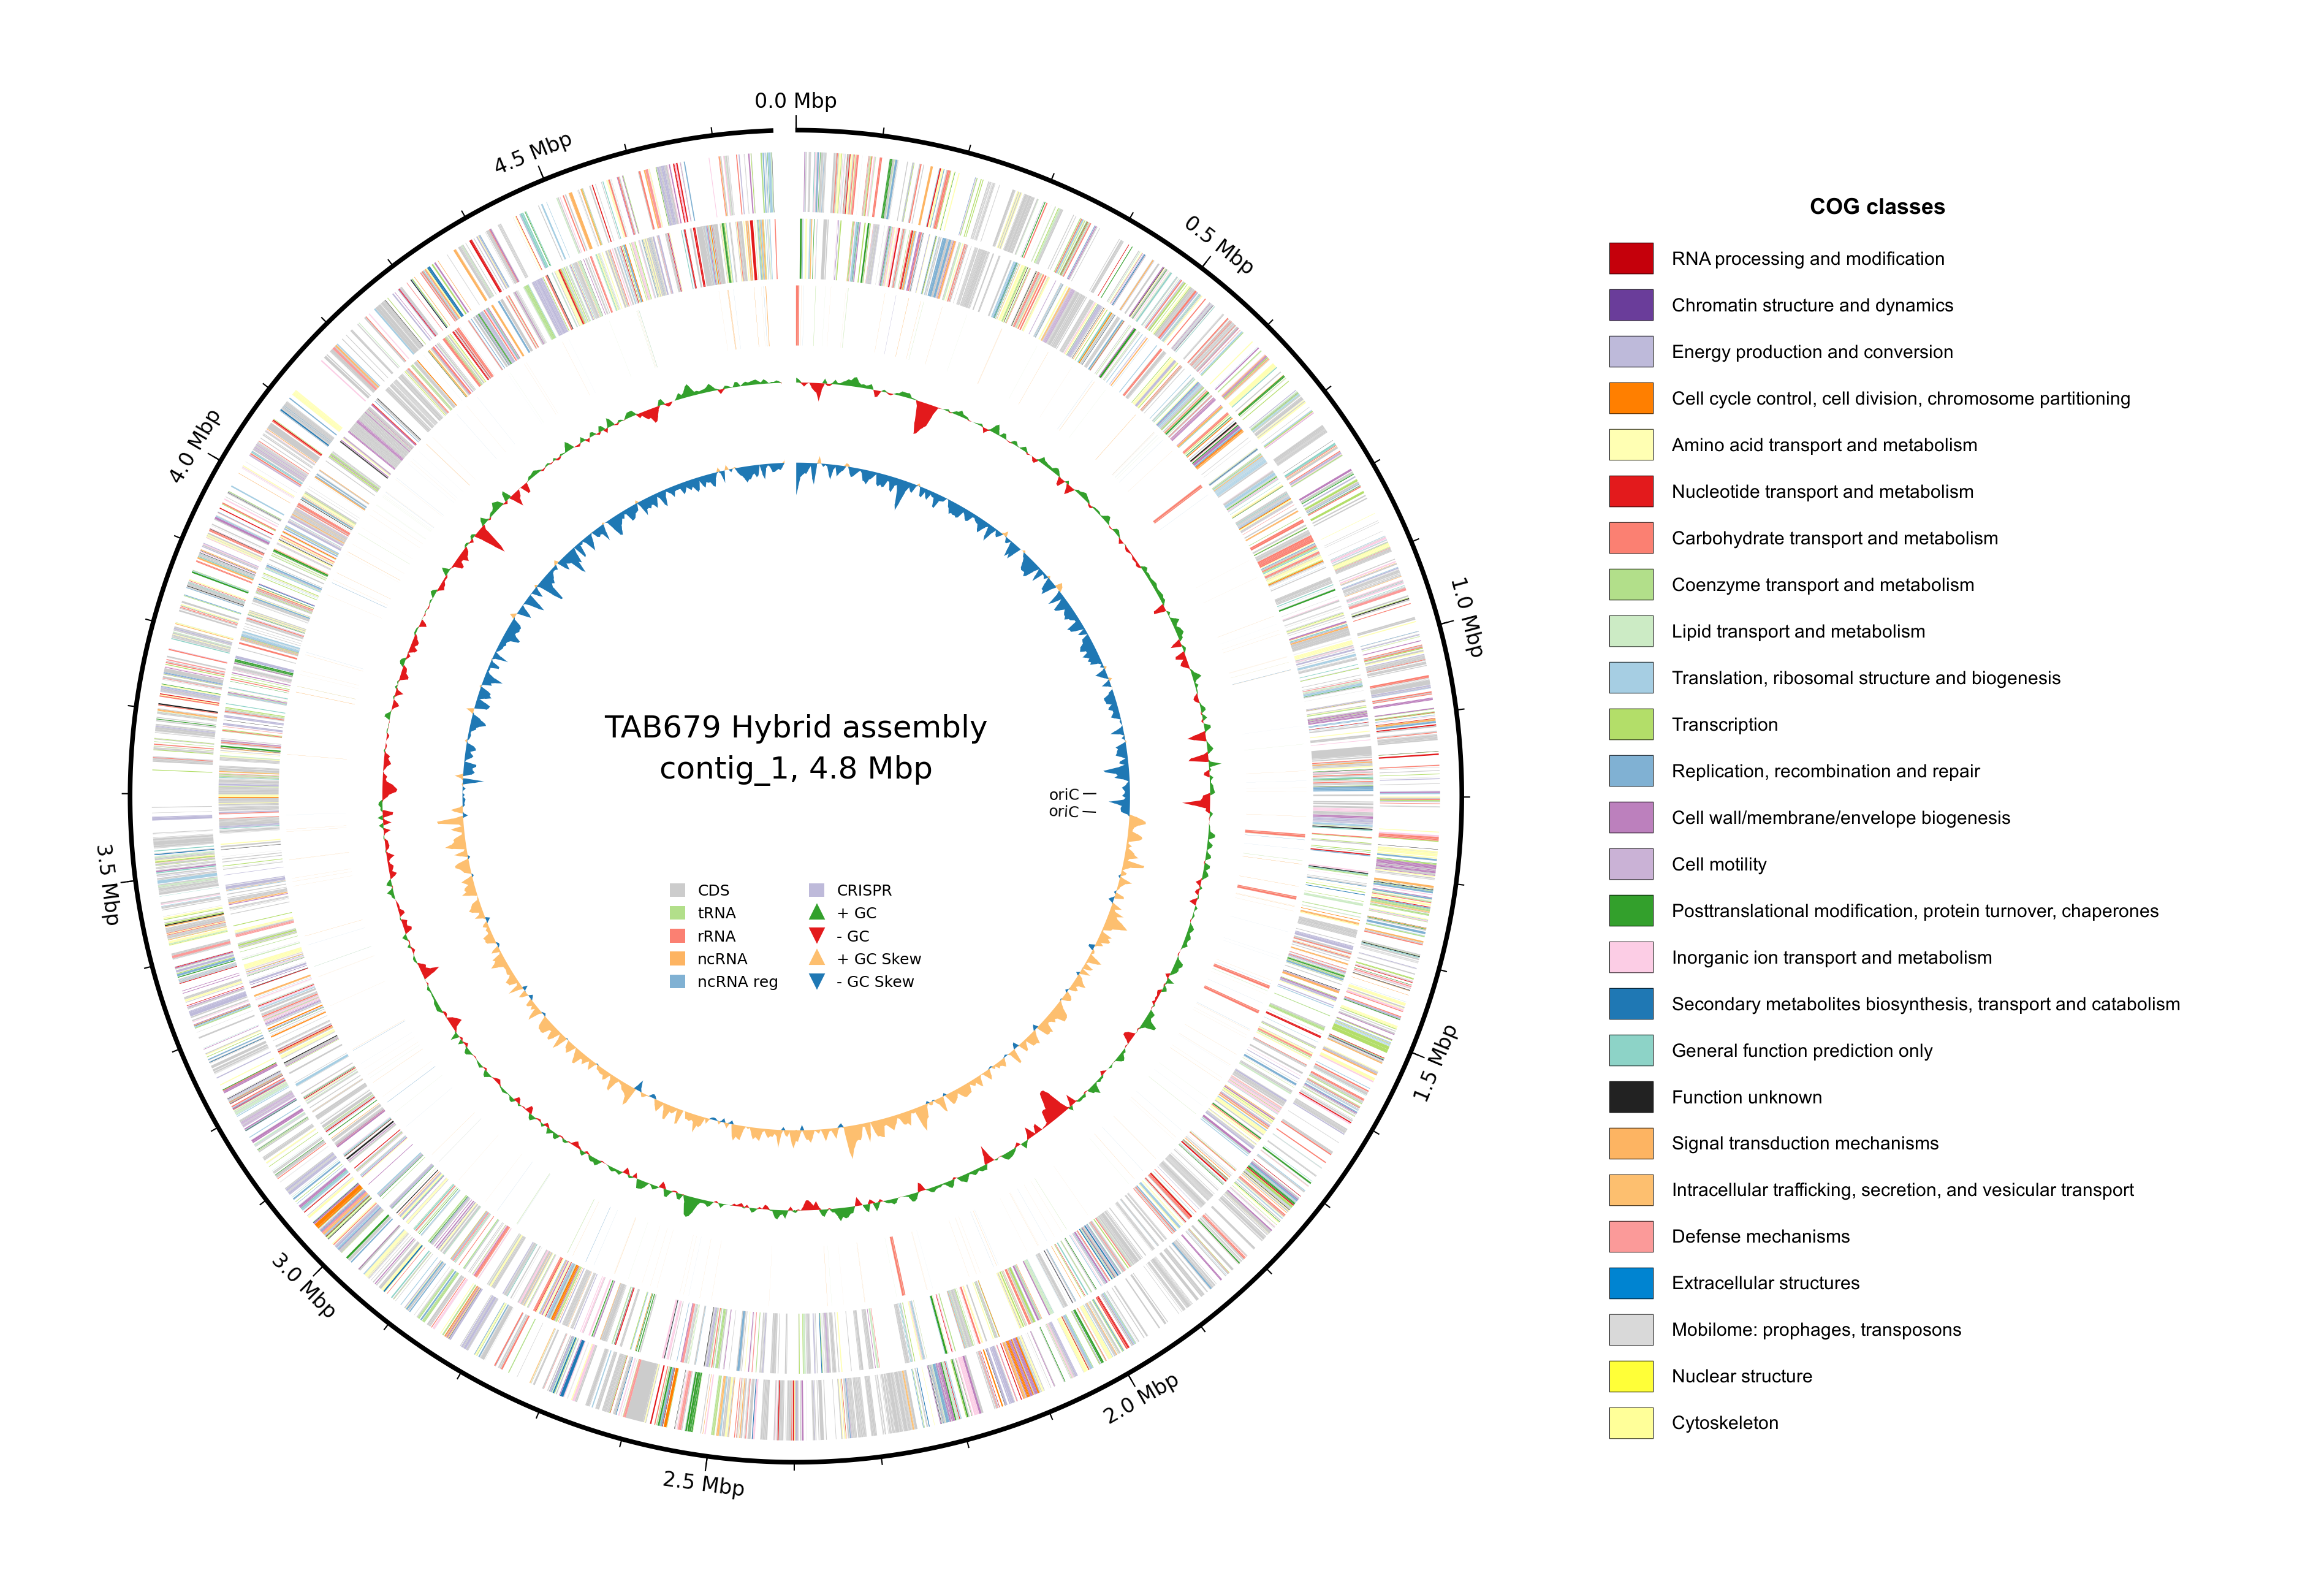 0.0 Mbp
0.5 Mbp
1.0 Mbp
1.5 Mbp
2.0 Mbp
2.5 Mbp
3.0 Mbp
3.5 Mbp
4.0 Mbp
4.5 Mbp
TAB679 Hybrid assembly
contig_1, 4.8 Mbp
oriC
oriC
CDS
tRNA
rRNA
ncRNA
ncRNA reg
CRISPR
+ GC
- GC
+ GC Skew
- GC Skew
COG classes
RNA processing and modification
Chromatin structure and dynamics
Energy production and conversion
Cell cycle control, cell division, chromosome partitioning
Amino acid transport and metabolism
Nucleotide transport and metabolism
Carbohydrate transport and metabolism
Coenzyme transport and metabolism
Lipid transport and metabolism
Translation, ribosomal structure and biogenesis
Transcription
Replication, recombination and repair
Cell wall/membrane/envelope biogenesis
Cell motility
Posttranslational modification, protein turnover, chaperones
Inorganic ion transport and metabolism
Secondary metabolites biosynthesis, transport and catabolism
General function prediction only
Function unknown
Signal transduction mechanisms
Intracellular trafficking, secretion, and vesicular transport
Defense mechanisms
Extracellular structures
Mobilome: prophages, transposons
Nuclear structure
Cytoskeleton